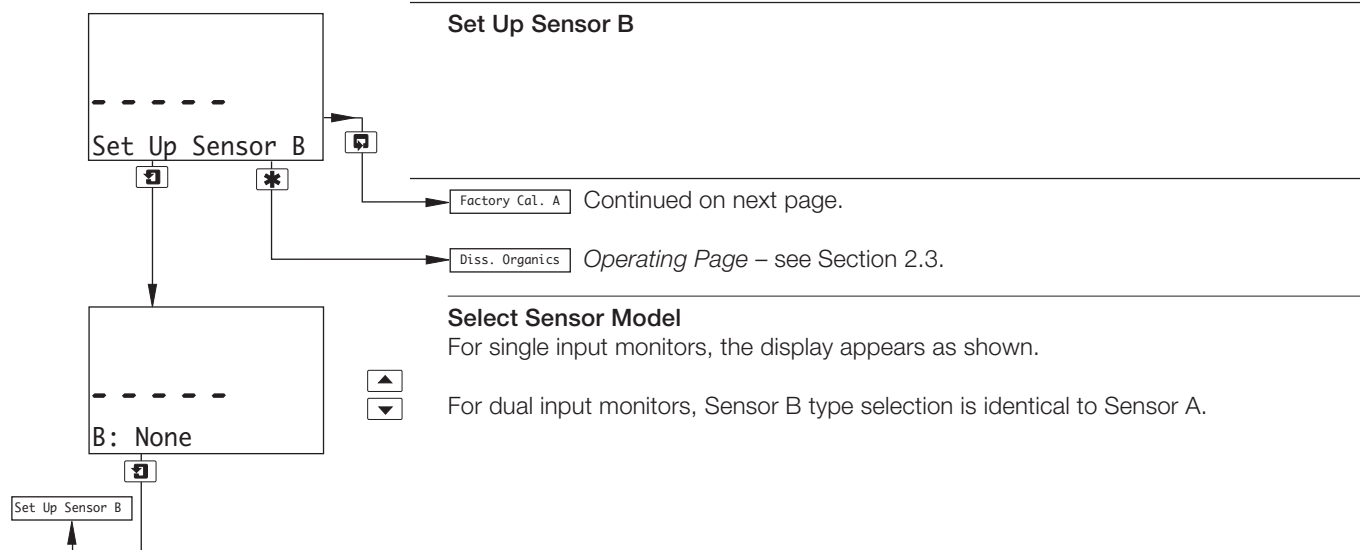 Set Up Sensor B
- - - - -
Set Up Sensor B
Factory Cal. A Continued on next page.
Diss. Organics Operating Page – see Section 2.3.
Select Sensor Model
For single input monitors, the display appears as shown.
For dual input monitors, Sensor B type selection is identical to Sensor A.
- - - - -
B: None
Set Up Sensor B